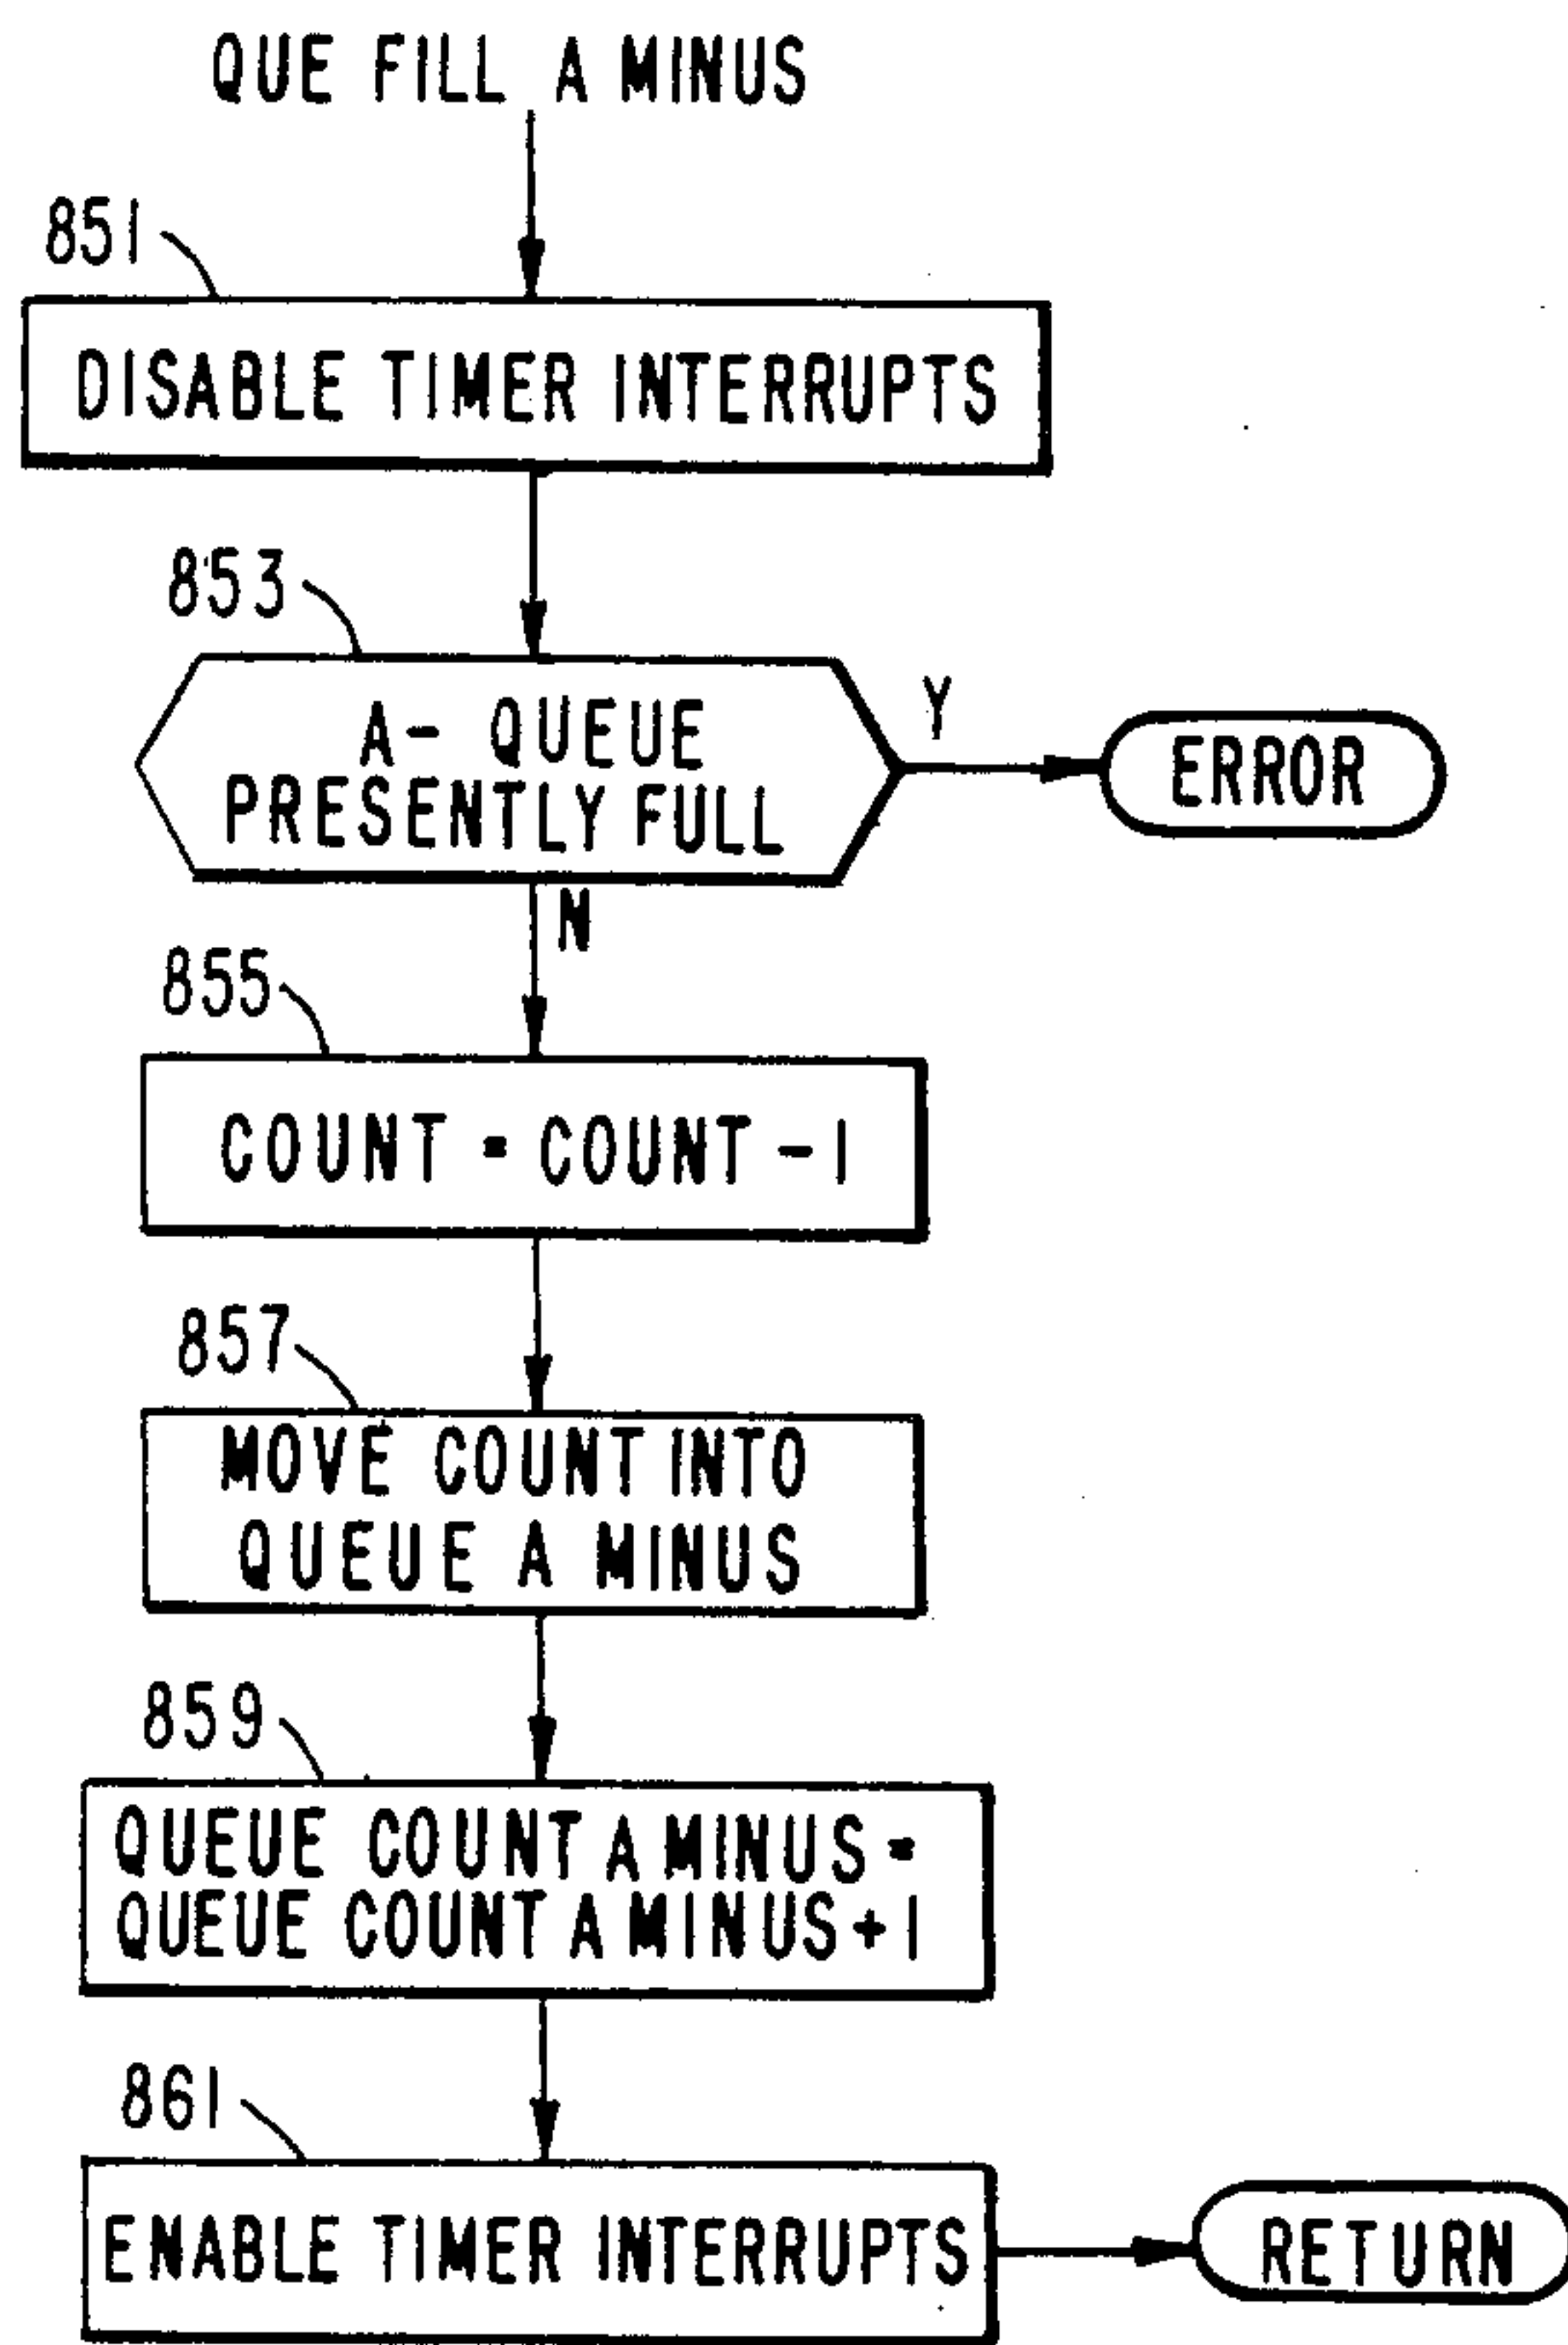 QUE FILL A MINUS
851
DISABLE TIMER INTERRUPTS
853
A- QUEUE
PRESENTLY FULL
Y
ERROR
N
855
COUNT = COUNT - 1
857
MOVE COUNT INTO
QUEUE A MINUS
859
QUEUE COUNT A MINUS =
QUEUE COUNT A MINUS + 1
861
ENABLE TIMER INTERRUPTS
RETURN